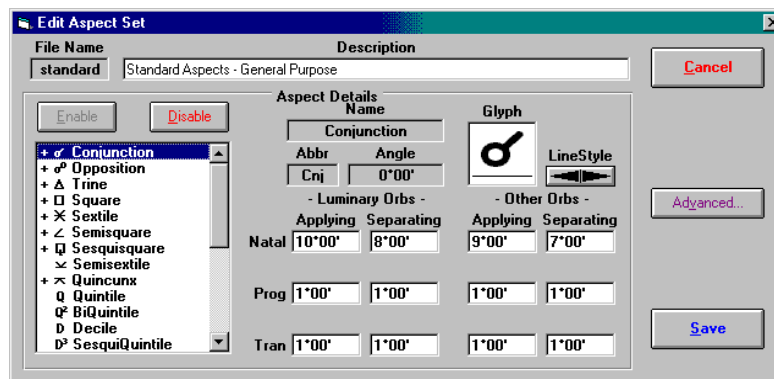 Edit Aspect Set
File Name Description
standard Standard Aspects - General Purpose
Cancel
Aspect Details
Enable Disable
Name Glyph
Conjunction
Abbr Angle LineStyle
Cnj 0°00'
- Luminary Orbs - - Other Orbs -
Applying Separating Applying Separating
Natal 10°00' 8°00' 9°00' 7°00'
Prog 1°00' 1°00' 1°00' 1°00'
Tran 1°00' 1°00' 1°00' 1°00'
+ ☌ Conjunction
+ ☍ Opposition
+ △ Trine
+ □ Square
+ ⚹ Sextile
+ ∠ Semisquare
+ ⚼ Sesquisquare
⚺ Semisextile
+ ⚻ Quincunx
Q Quintile
Q² BiQuintile
D Decile
D³ SesquiQuintile
Advanced...
Save